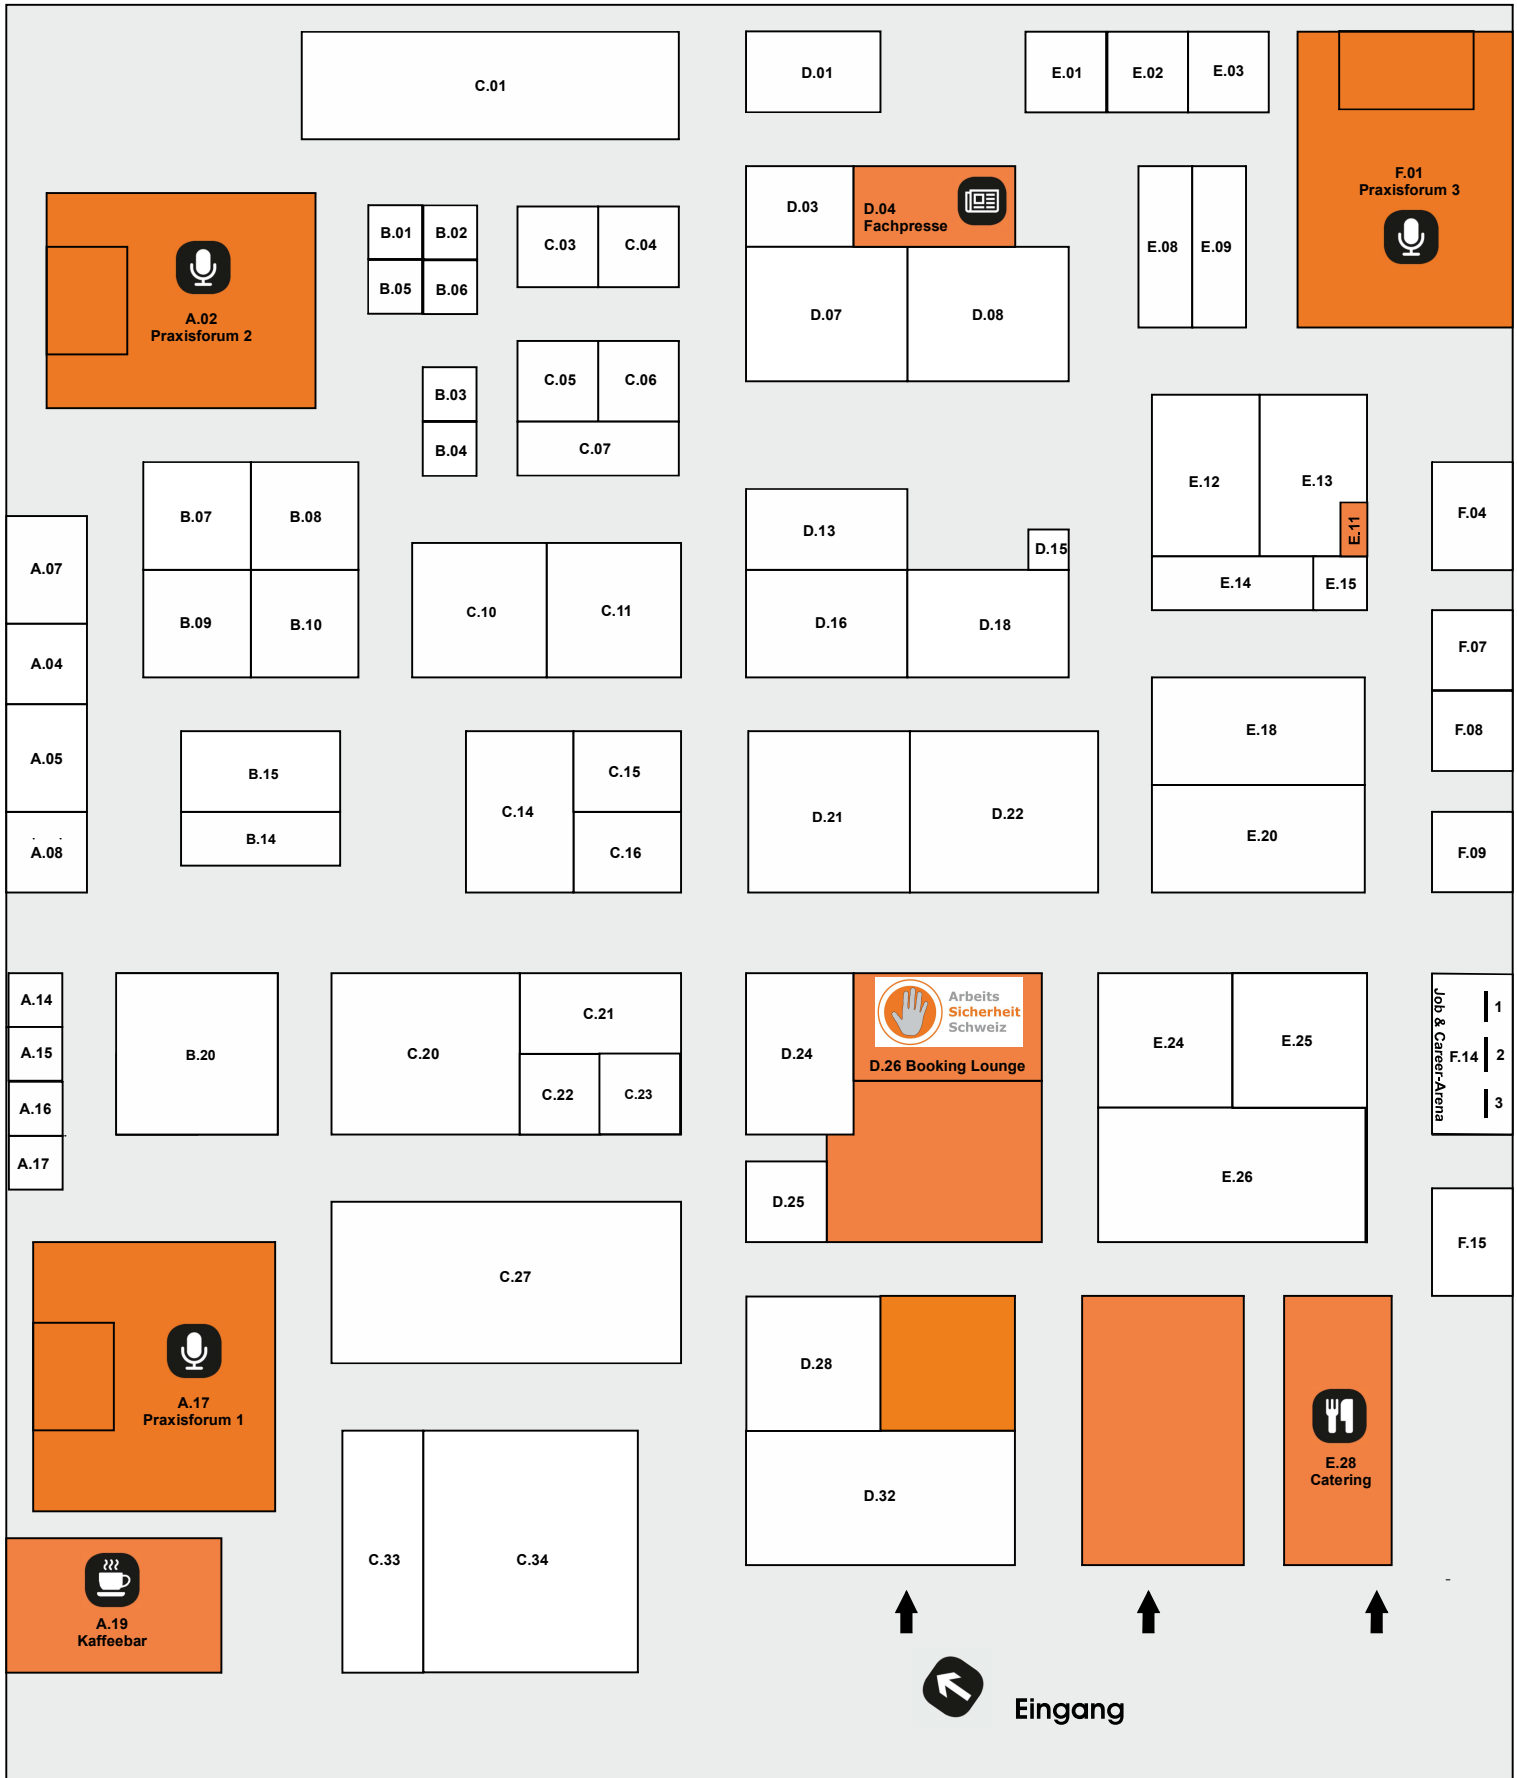 C.01
D.01
E.01
E.02
E.03
F.01
Praxisforum 3
A.02
Praxisforum 2
B.01
B.02
B.05
B.06
C.03
C.04
D.03
D.04
Fachpresse
D.07
D.08
E.08
E.09
B.03
B.04
C.05
C.06
C.07
E.12
E.13
E.11
E.14
E.15
F.04
A.07
A.04
A.05
A.08
B.07
B.08
B.09
B.10
C.10
C.11
D.13
D.15
D.16
D.18
F.07
F.08
F.09
B.15
B.14
C.14
C.15
C.16
D.21
D.22
E.18
E.20
A.14
A.15
A.16
A.17
B.20
C.20
C.21
C.22
C.23
D.24
Arbeits
Sicherheit
Schweiz
D.26 Booking Lounge
D.25
E.24
E.25
E.26
Job & Career-Arena
F.14
1
2
3
F.15
A.17
Praxisforum 1
C.27
D.28
D.32
E.28
Catering
C.33
C.34
A.19
Kaffeebar
Eingang